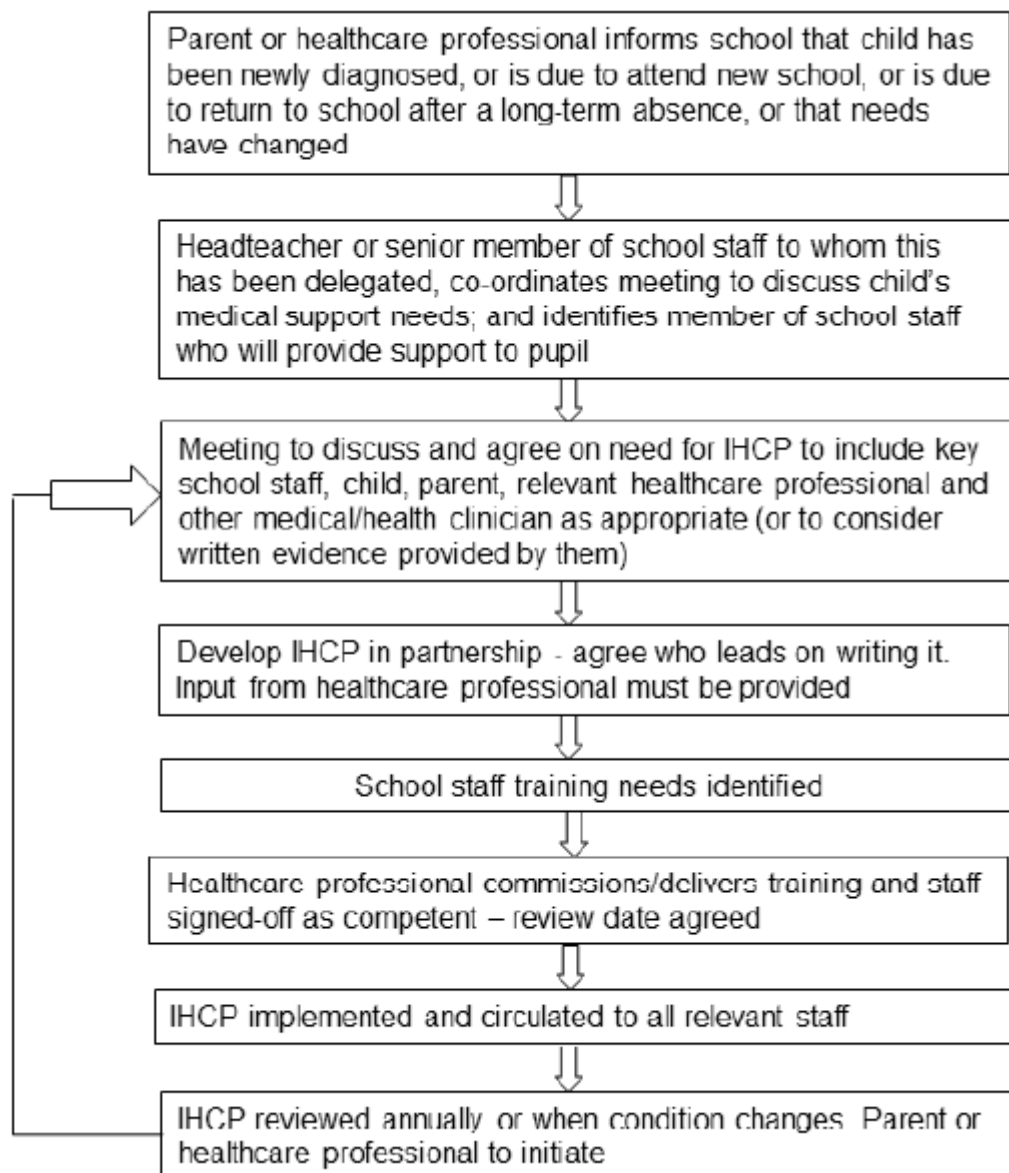 Parent or healthcare professional informs school that child has
been newly diagnosed, or is due to attend new school, or is due
to return to school after a long-term absence, or that needs
have changed
Headteacher or senior member of school staff to whom this
has been delegated, co-ordinates meeting to discuss child's
medical support needs; and identifies member of school staff
who will provide support to pupil
Meeting to discuss and agree on need for IHCP to include key
school staff, child, parent, relevant healthcare professional and
other medical/health clinician as appropriate (or to consider
written evidence provided by them)
Develop IHCP in partnership - agree who leads on writing it.
Input from healthcare professional must be provided
School staff training needs identified
Healthcare professional commissions/delivers training and staff
signed-off as competent – review date agreed
IHCP implemented and circulated to all relevant staff
IHCP reviewed annually or when condition changes. Parent or
healthcare professional to initiate